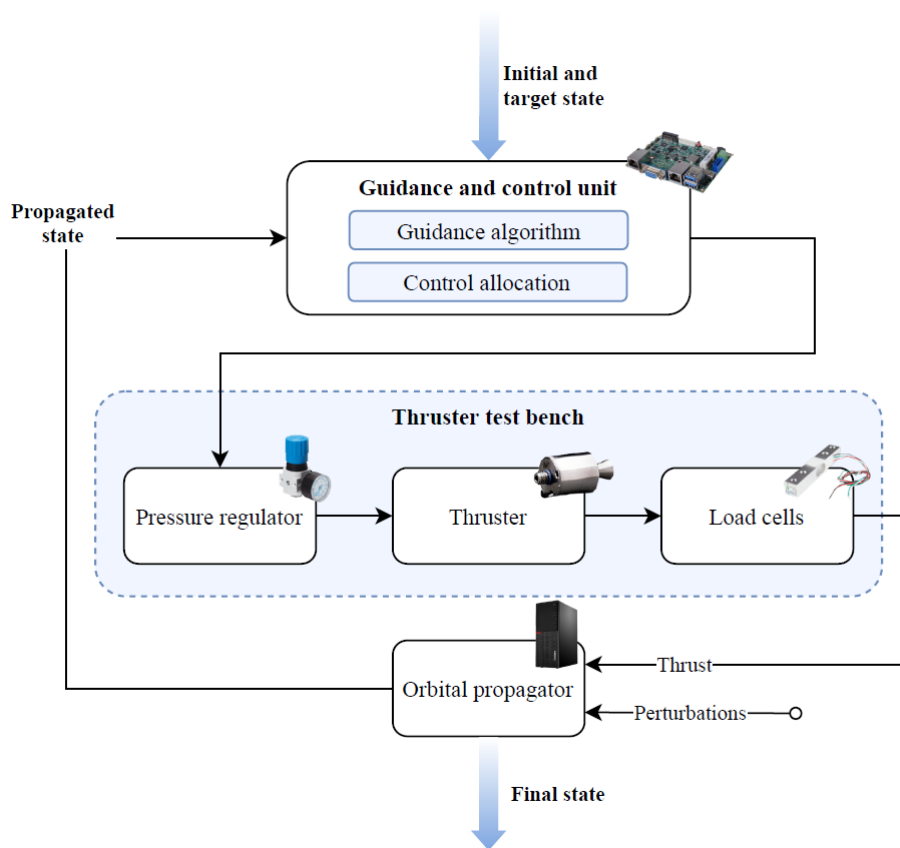 Initial and
target state
Guidance and control unit
Guidance algorithm
Control allocation
Propagated
state
Thruster test bench
Pressure regulator
Thruster
Load cells
Orbital propagator
Thrust
Perturbations
Final state